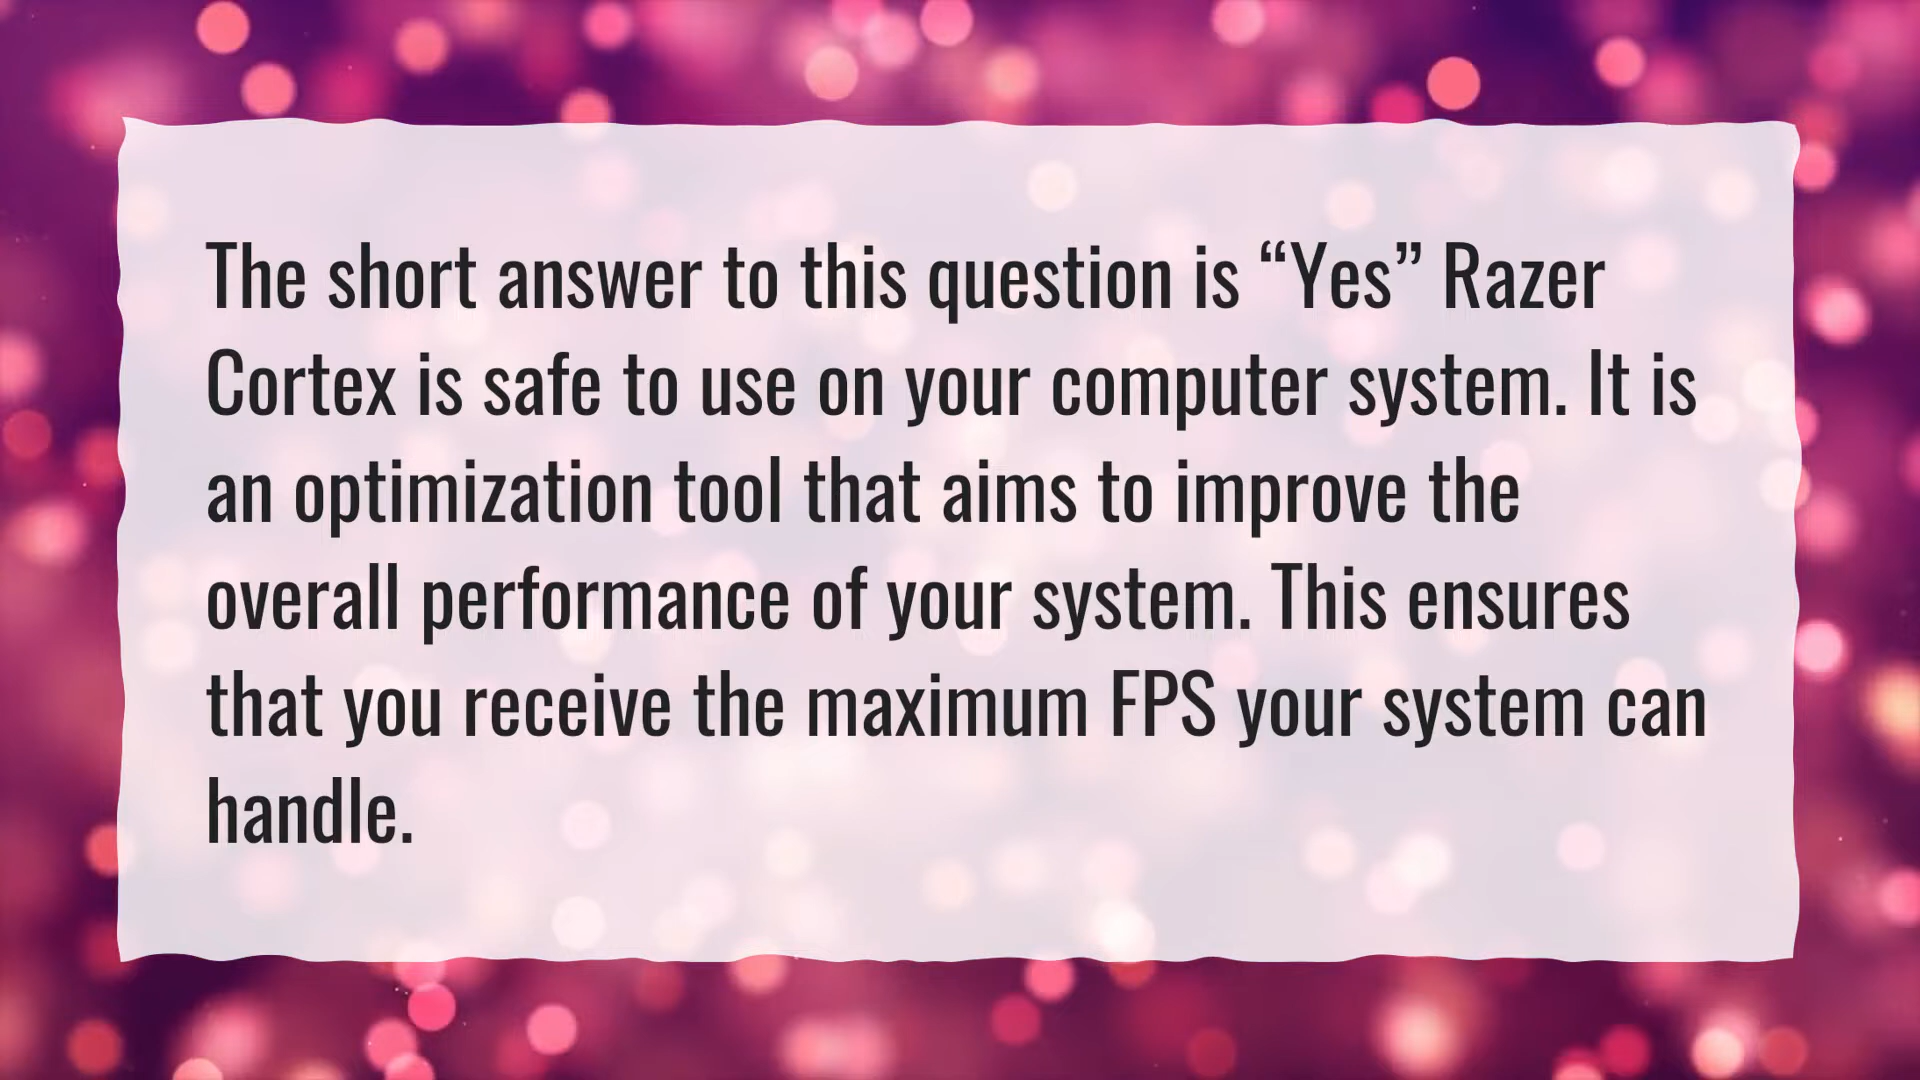 The short answer to this question is “Yes” Razer
Cortex is safe to use on your computer system. It is
an optimization tool that aims to improve the
overall performance of your system. This ensures
that you receive the maximum FPS your system can
handle.